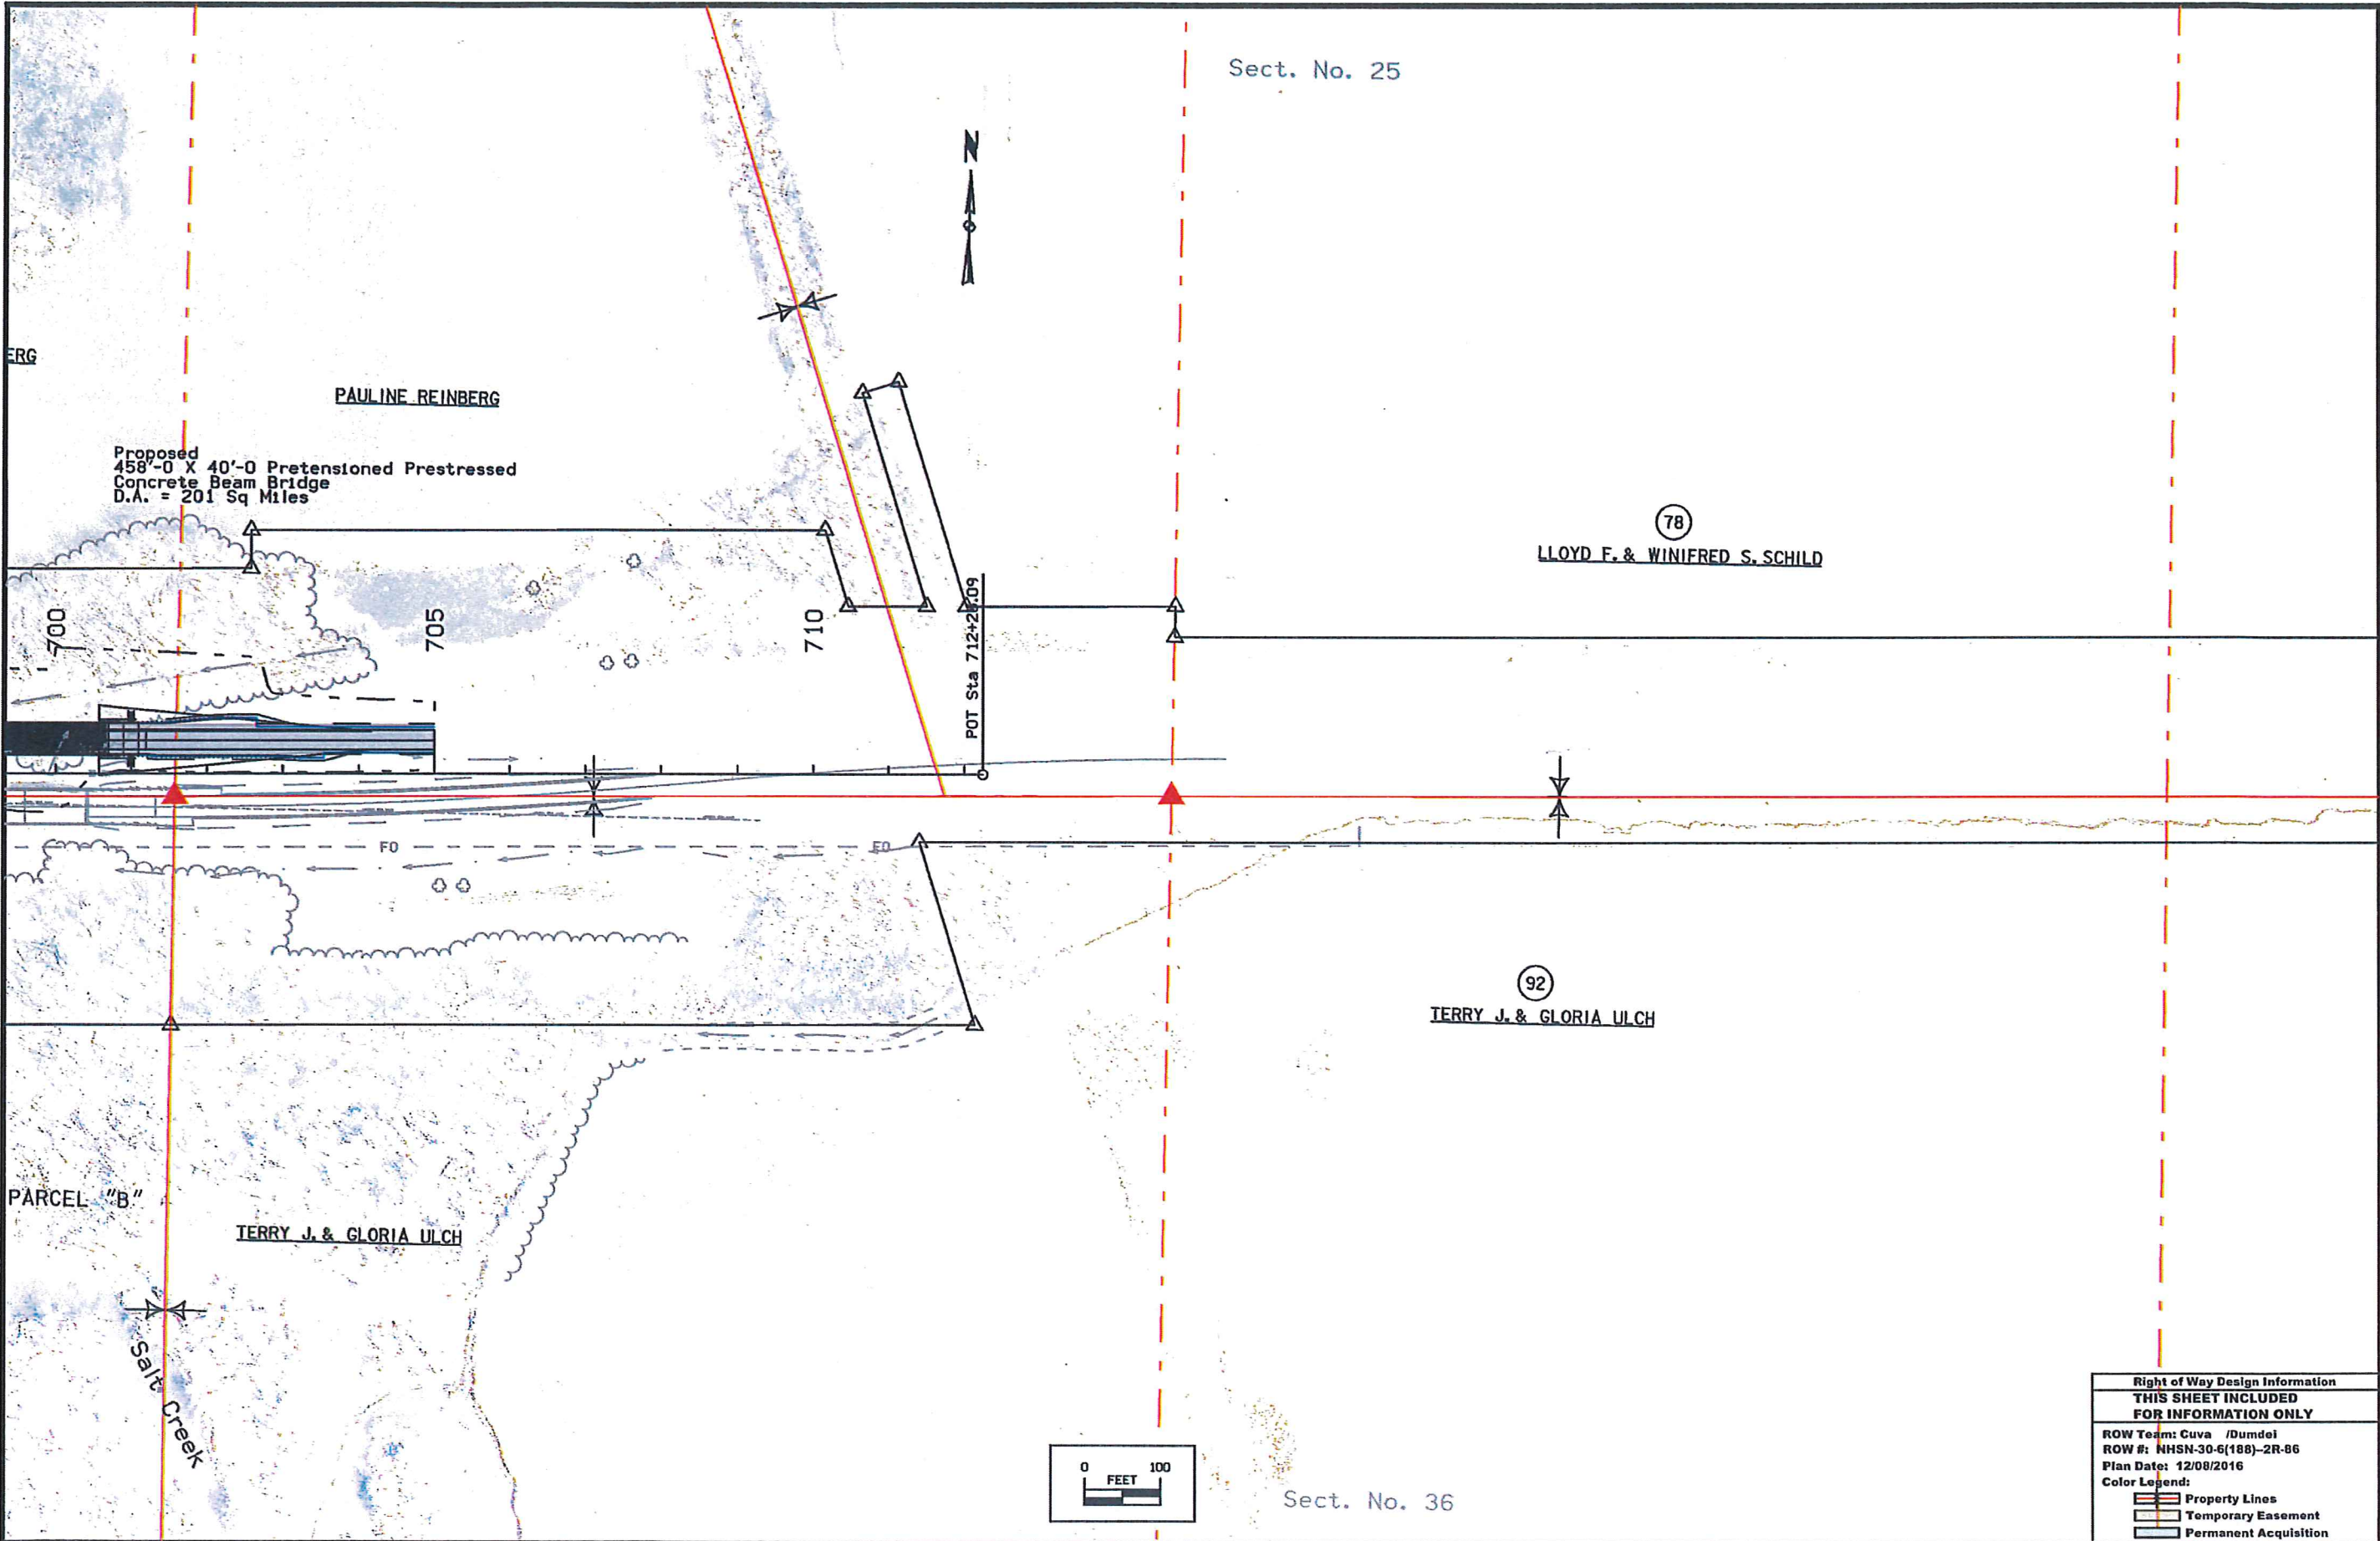 Sect. No. 25
N
ERG
PAULINE REINBERG
Proposed
458'-0 X 40'-0 Pretensioned Prestressed
Concrete Beam Bridge
D.A. = 201 Sq Miles
78
LLOYD F. & WINIFRED S. SCHILD
700
705
710
POT Sta 712+26.09
FO
FO
92
TERRY J. & GLORIA ULCH
PARCEL "B"
TERRY J. & GLORIA ULCH
Salt Creek
0 100
FEET
Sect. No. 36
Right of Way Design Information
THIS SHEET INCLUDED
FOR INFORMATION ONLY
ROW Team: Cuva /Dumdei
ROW #: NHSN-30-6(188)--2R-86
Plan Date: 12/08/2016
Color Legend:
Property Lines
Temporary Easement
Permanent Acquisition